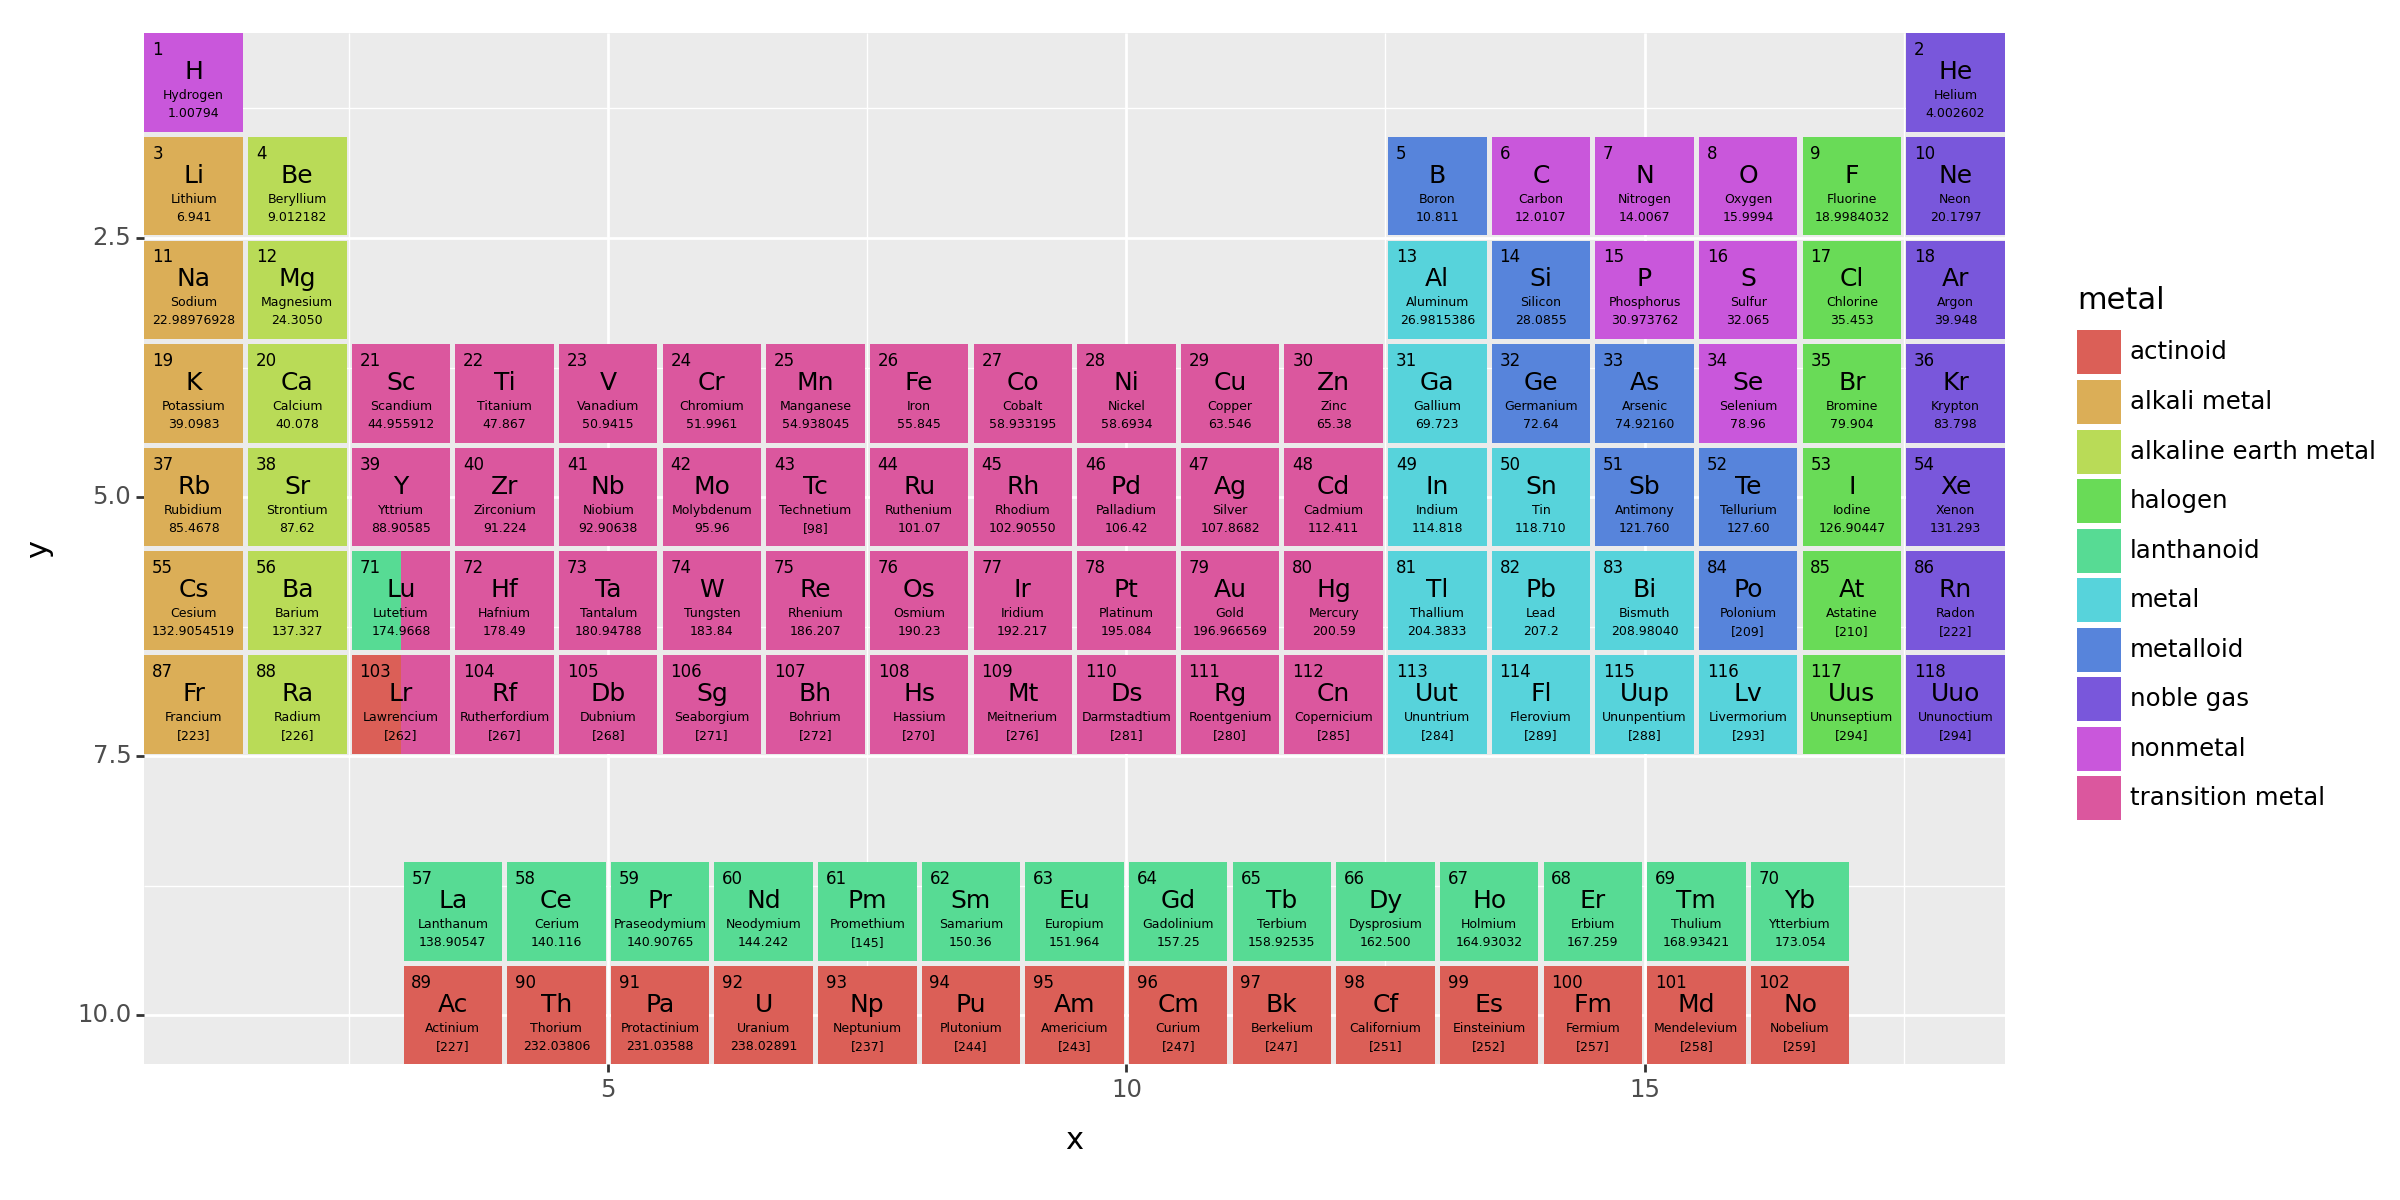 1
H
Hydrogen
1.00794
2
He
Helium
4.002602
3
Li
Lithium
6.941
4
Be
Beryllium
9.012182
5
B
Boron
10.811
6
C
Carbon
12.0107
7
N
Nitrogen
14.0067
8
O
Oxygen
15.9994
9
F
Fluorine
18.9984032
10
Ne
Neon
20.1797
2.5
11
Na
Sodium
22.98976928
12
Mg
Magnesium
24.3050
13
Al
Aluminum
26.9815386
14
Si
Silicon
28.0855
15
P
Phosphorus
30.973762
16
S
Sulfur
32.065
17
Cl
Chlorine
35.453
18
Ar
Argon
39.948
19
K
Potassium
39.0983
20
Ca
Calcium
40.078
21
Sc
Scandium
44.955912
22
Ti
Titanium
47.867
23
V
Vanadium
50.9415
24
Cr
Chromium
51.9961
25
Mn
Manganese
54.938045
26
Fe
Iron
55.845
27
Co
Cobalt
58.933195
28
Ni
Nickel
58.6934
29
Cu
Copper
63.546
30
Zn
Zinc
65.38
31
Ga
Gallium
69.723
32
Ge
Germanium
72.64
33
As
Arsenic
74.92160
34
Se
Selenium
78.96
35
Br
Bromine
79.904
36
Kr
Krypton
83.798
5.0
37
Rb
Rubidium
85.4678
38
Sr
Strontium
87.62
39
Y
Yttrium
88.90585
40
Zr
Zirconium
91.224
41
Nb
Niobium
92.90638
42
Mo
Molybdenum
95.96
43
Tc
Technetium
[98]
44
Ru
Ruthenium
101.07
45
Rh
Rhodium
102.90550
46
Pd
Palladium
106.42
47
Ag
Silver
107.8682
48
Cd
Cadmium
112.411
49
In
Indium
114.818
50
Sn
Tin
118.710
51
Sb
Antimony
121.760
52
Te
Tellurium
127.60
53
I
Iodine
126.90447
54
Xe
Xenon
131.293
y
55
Cs
Cesium
132.9054519
56
Ba
Barium
137.327
71
Lu
Lutetium
174.9668
72
Hf
Hafnium
178.49
73
Ta
Tantalum
180.94788
74
W
Tungsten
183.84
75
Re
Rhenium
186.207
76
Os
Osmium
190.23
77
Ir
Iridium
192.217
78
Pt
Platinum
195.084
79
Au
Gold
196.966569
80
Hg
Mercury
200.59
81
Tl
Thallium
204.3833
82
Pb
Lead
207.2
83
Bi
Bismuth
208.98040
84
Po
Polonium
[209]
85
At
Astatine
[210]
86
Rn
Radon
[222]
87
Fr
Francium
[223]
88
Ra
Radium
[226]
103
Lr
Lawrencium
[262]
104
Rf
Rutherfordium
[267]
105
Db
Dubnium
[268]
106
Sg
Seaborgium
[271]
107
Bh
Bohrium
[272]
108
Hs
Hassium
[270]
109
Mt
Meitnerium
[276]
110
Ds
Darmstadtium
[281]
111
Rg
Roentgenium
[280]
112
Cn
Copernicium
[285]
113
Uut
Ununtrium
[284]
114
Fl
Flerovium
[289]
115
Uup
Ununpentium
[288]
116
Lv
Livermorium
[293]
117
Uus
Ununseptium
[294]
118
Uuo
Ununoctium
[294]
7.5
57
La
Lanthanum
138.90547
58
Ce
Cerium
140.116
59
Pr
Praseodymium
140.90765
60
Nd
Neodymium
144.242
61
Pm
Promethium
[145]
62
Sm
Samarium
150.36
63
Eu
Europium
151.964
64
Gd
Gadolinium
157.25
65
Tb
Terbium
158.92535
66
Dy
Dysprosium
162.500
67
Ho
Holmium
164.93032
68
Er
Erbium
167.259
69
Tm
Thulium
168.93421
70
Yb
Ytterbium
173.054
10.0
89
Ac
Actinium
[227]
90
Th
Thorium
232.03806
91
Pa
Protactinium
231.03588
92
U
Uranium
238.02891
93
Np
Neptunium
[237]
94
Pu
Plutonium
[244]
95
Am
Americium
[243]
96
Cm
Curium
[247]
97
Bk
Berkelium
[247]
98
Cf
Californium
[251]
99
Es
Einsteinium
[252]
100
Fm
Fermium
[257]
101
Md
Mendelevium
[258]
102
No
Nobelium
[259]
5
10
15
x
metal
actinoid
alkali metal
alkaline earth metal
halogen
lanthanoid
metal
metalloid
noble gas
nonmetal
transition metal